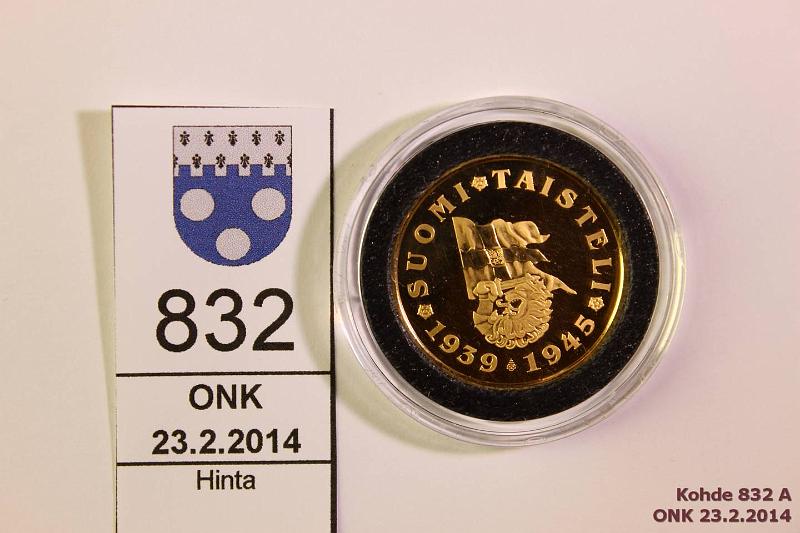 832
ONK
23.2.2014
Hinta
SUOMI TAISTELI
1939 1945
Kohde 832 A
ONK 23.2.2014